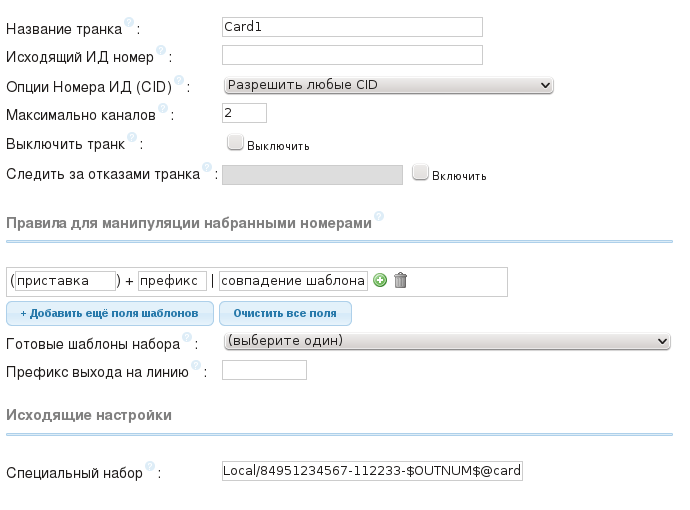 Название транка ? : Card1
Исходящий ИД номер ? :
Опции Номера ИД (CID) ? : Разрешить любые CID
Максимально каналов ? : 2
Выключить транк ? : Выключить
Следить за отказами транка ? : Включить
Правила для манипуляции набранными номерами ?
(приставка) + префикс | совпадение шаблона
+ Добавить ещё поля шаблонов Очистить все поля
Готовые шаблоны набора ? : (выберите один)
Префикс выхода на линию ? :
Исходящие настройки
Специальный набор ? : Local/84951234567-112233-$OUTNUM$@card